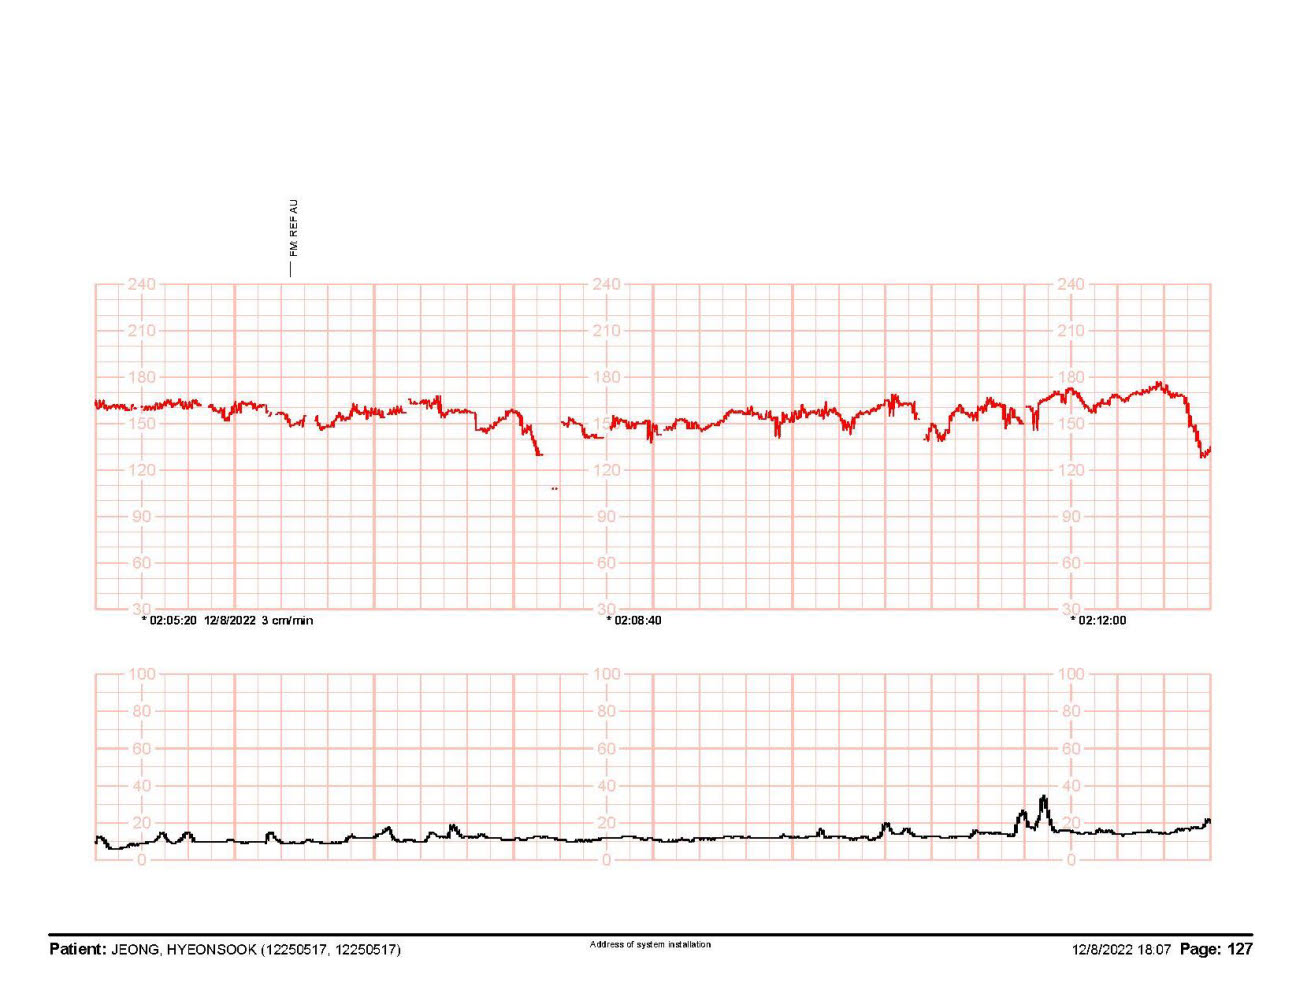 FM: REF AU
240 240 240
210 210 210
180 180 180
150 150 150
120 120 120
90 90 90
60 60 60
30 30 30
* 02:05:20 12/8/2022 3 cm/min * 02:08:40 * 02:12:00
100 100 100
80 80 80
60 60 60
40 40 40
20 20 20
0 0 0
Patient: JEONG, HYEONSOOK (12250517, 12250517) Address of system installation 12/8/2022 18:07 Page: 127